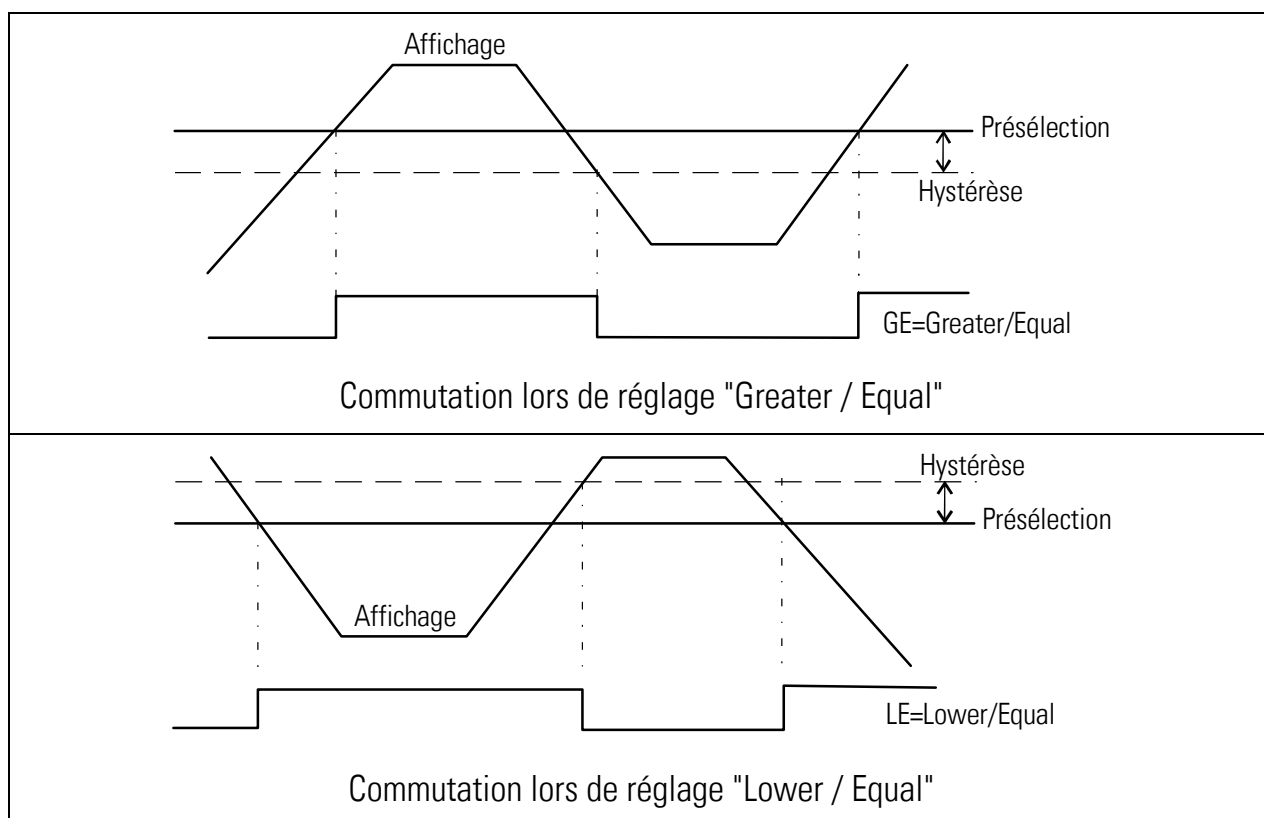 Affichage
Présélection
Hystérèse
GE=Greater/Equal
Commutation lors de réglage "Greater / Equal"
Hystérèse
Présélection
Affichage
LE=Lower/Equal
Commutation lors de réglage "Lower / Equal"